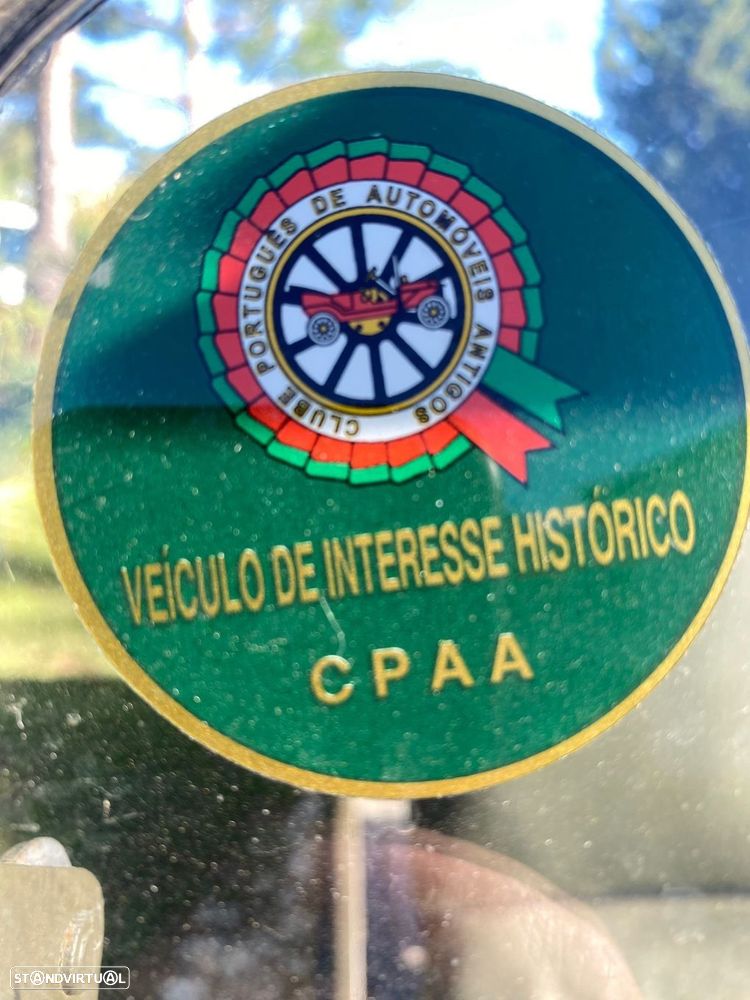 CLUBE PORTUGUÊS DE AUTOMÓVEIS ANTIGOS
VEÍCULO DE INTERESSE HISTÓRICO
CPAA
STANDVIRTUAL